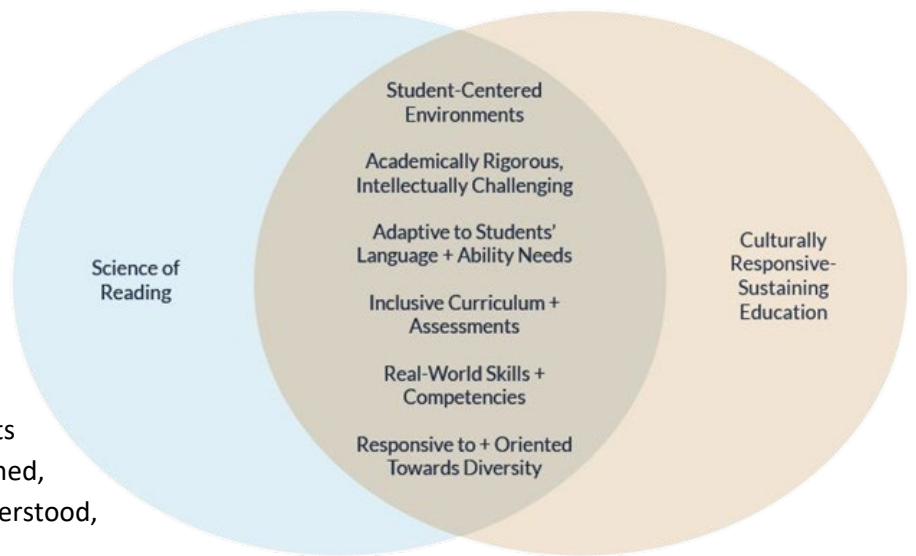 Student-Centered
Environments
Academically Rigorous,
Intellectually Challenging
Adaptive to Students'
Language + Ability Needs
Inclusive Curriculum +
Assessments
Real-World Skills +
Competencies
Responsive to + Oriented
Towards Diversity
Science of
Reading
Culturally
Responsive-
Sustaining
Education